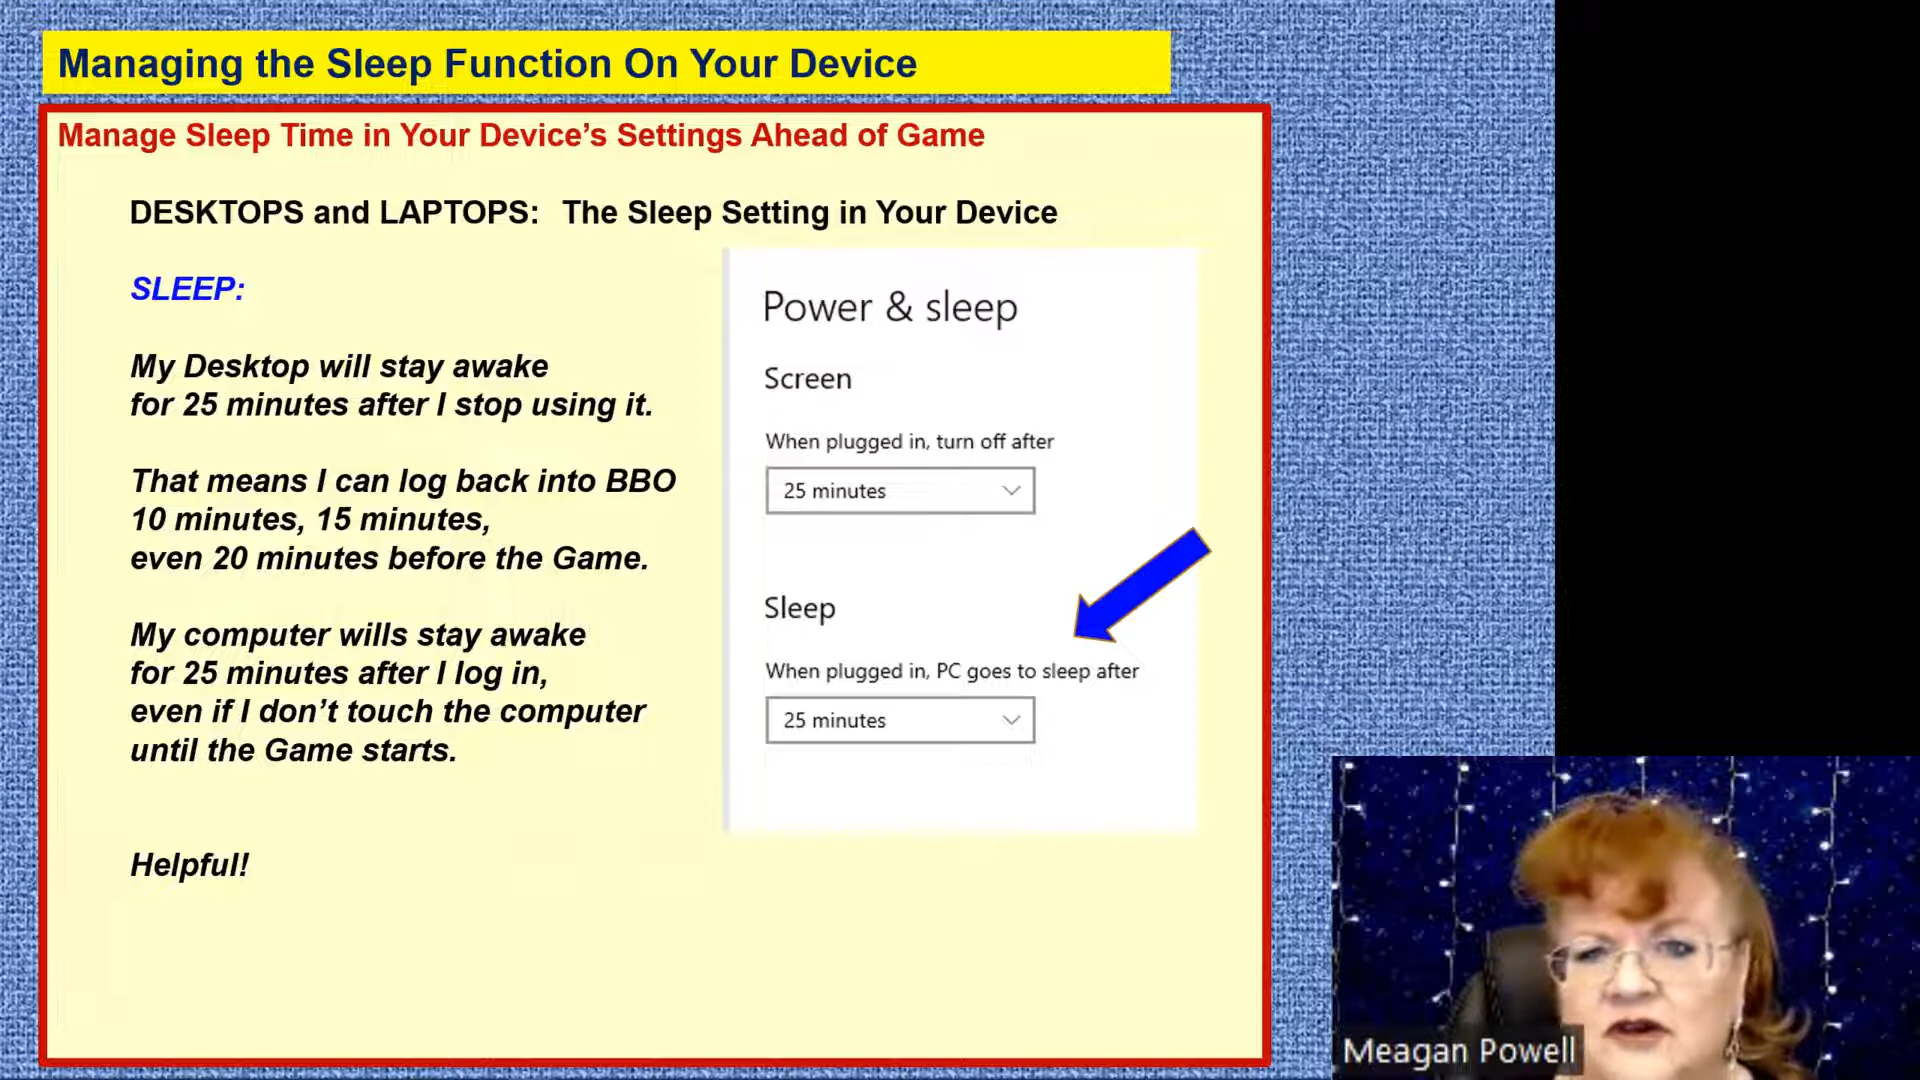 Managing the Sleep Function On Your Device
Manage Sleep Time in Your Device’s Settings Ahead of Game
DESKTOPS and LAPTOPS: The Sleep Setting in Your Device
SLEEP:
My Desktop will stay awake
for 25 minutes after I stop using it.
That means I can log back into BBO
10 minutes, 15 minutes,
even 20 minutes before the Game.
My computer wills stay awake
for 25 minutes after I log in,
even if I don’t touch the computer
until the Game starts.
Helpful!
Power & sleep
Screen
When plugged in, turn off after
25 minutes
Sleep
When plugged in, PC goes to sleep after
25 minutes
Meagan Powell